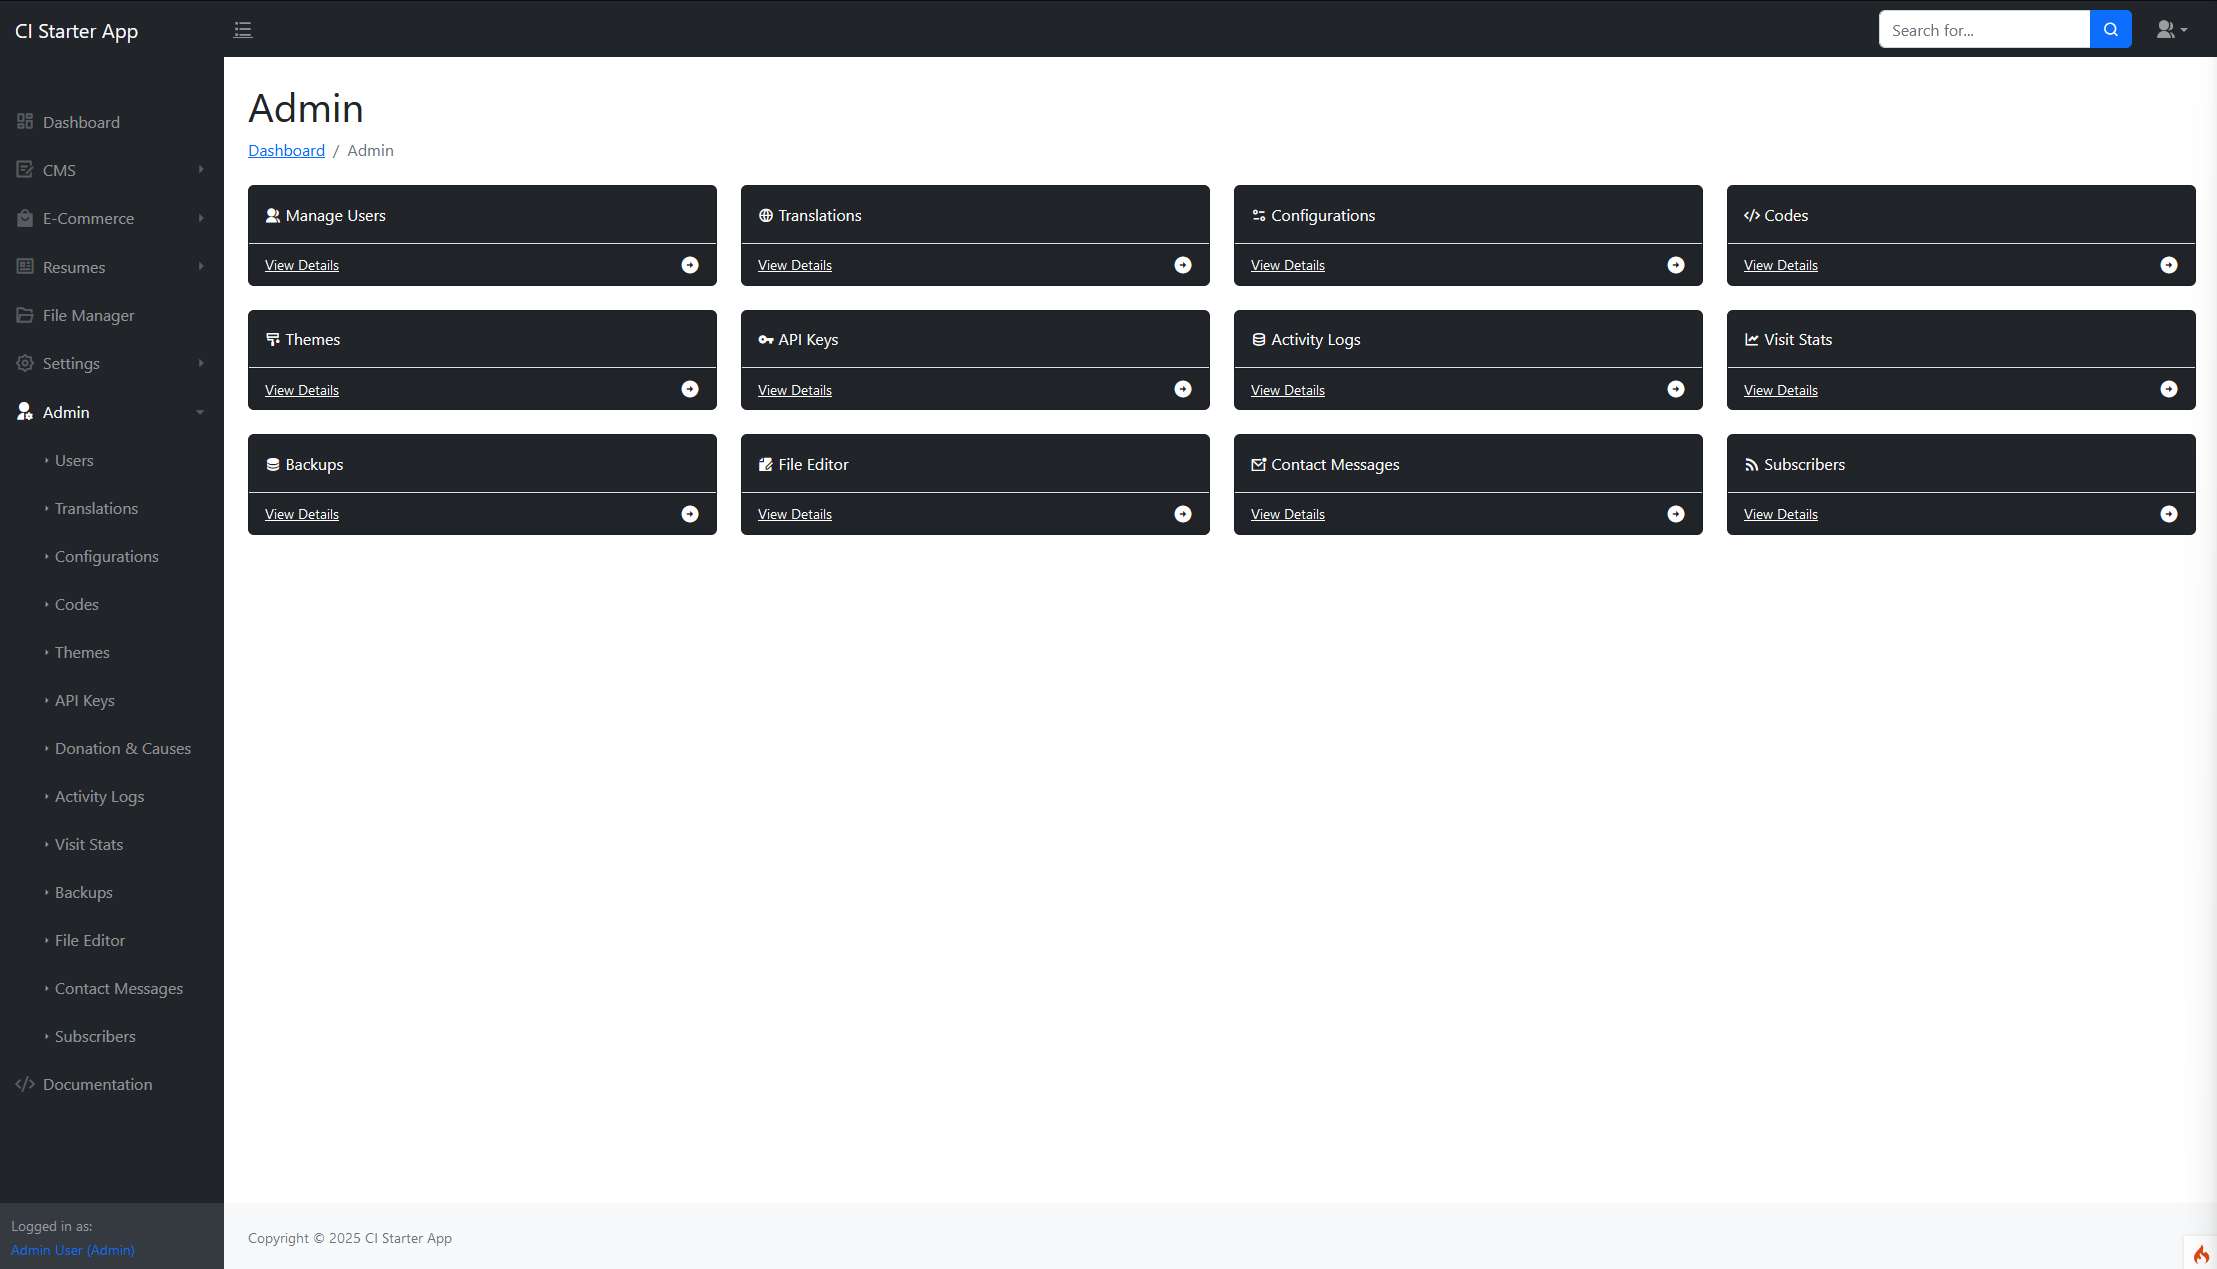 CI Starter App
Search for...
Dashboard
CMS
E-Commerce
Resumes
File Manager
Settings
Admin
Users
Translations
Configurations
Codes
Themes
API Keys
Donation & Causes
Activity Logs
Visit Stats
Backups
File Editor
Contact Messages
Subscribers
Documentation
Logged in as:
Admin User (Admin)
Admin
Dashboard / Admin
Manage Users
View Details
Translations
View Details
Configurations
View Details
Codes
View Details
Themes
View Details
API Keys
View Details
Activity Logs
View Details
Visit Stats
View Details
Backups
View Details
File Editor
View Details
Contact Messages
View Details
Subscribers
View Details
Copyright © 2025 CI Starter App